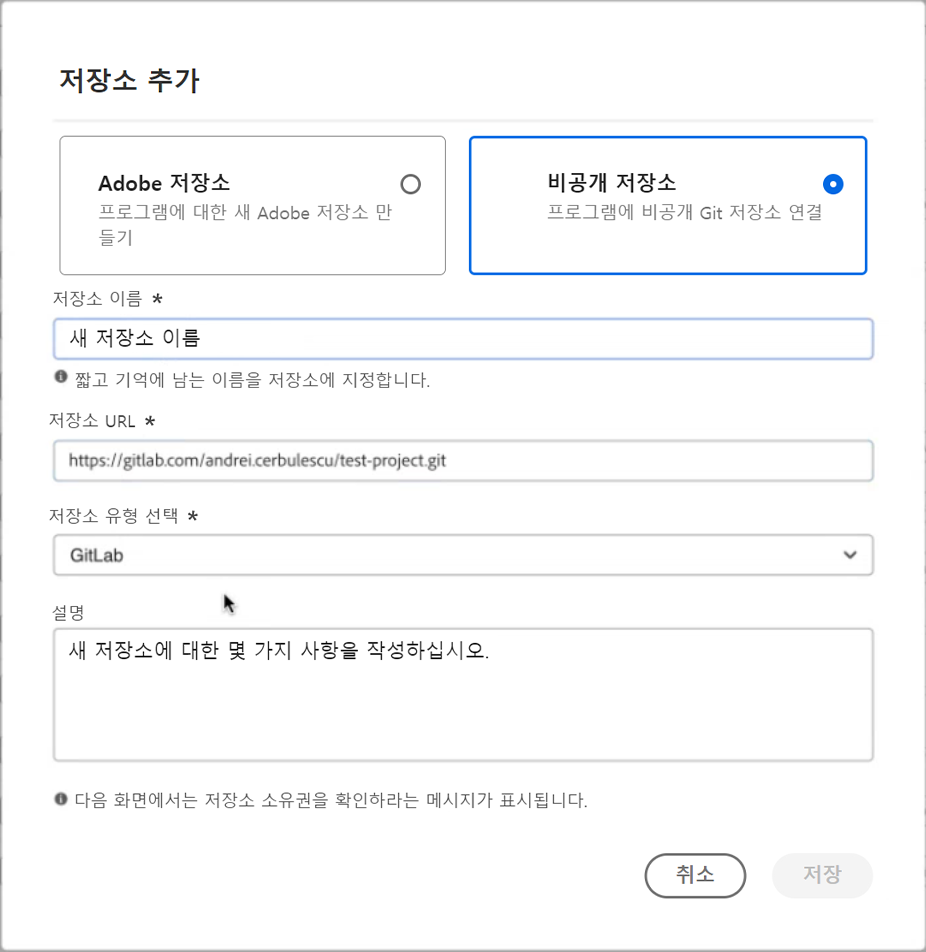 저장소 추가
Adobe 저장소
프로그램에 대한 새 Adobe 저장소 만
들기
비공개 저장소
프로그램에 비공개 Git 저장소 연결
저장소 이름 *
새 저장소 이름
짧고 기억에 남는 이름을 저장소에 지정합니다.
저장소 URL *
https://gitlab.com/andrei.cerbulescu/test-project.git
저장소 유형 선택 *
GitLab
설명
새 저장소에 대한 몇 가지 사항을 작성하십시오.
다음 화면에서는 저장소 소유권을 확인하라는 메시지가 표시됩니다.
취소
저장